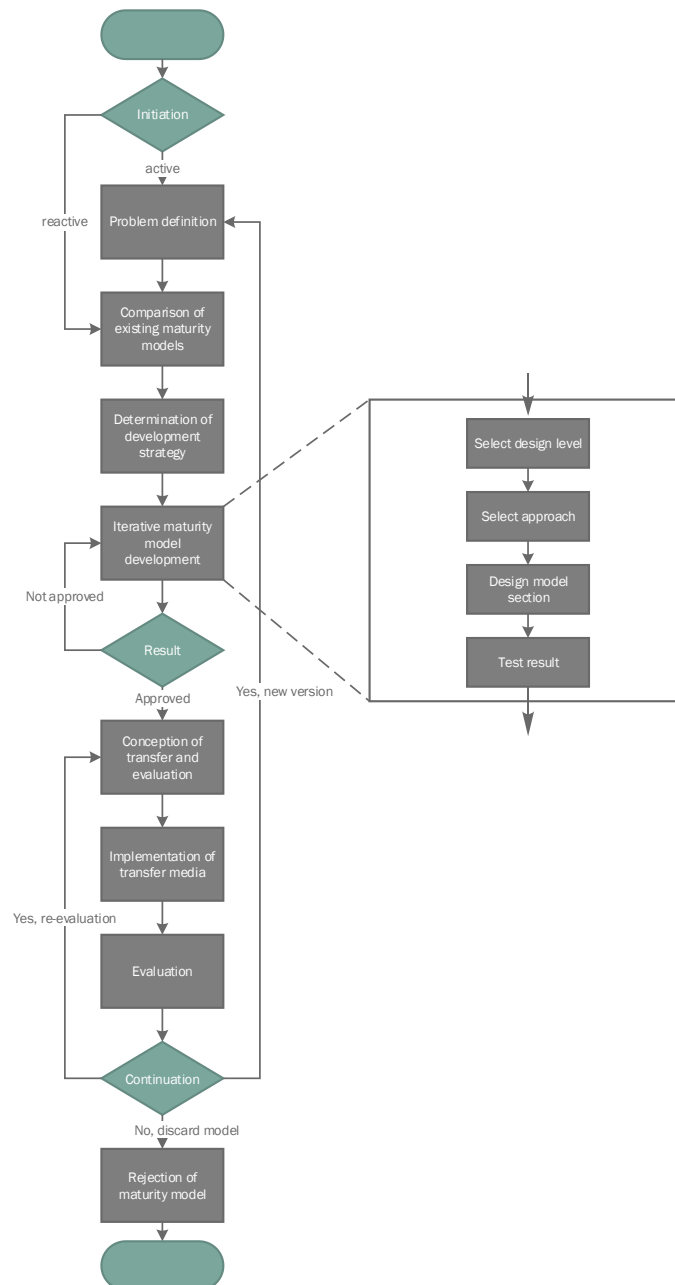 Initiation
active
reactive
Problem definition
Comparison of
existing maturity
models
Determination of
development
strategy
Iterative maturity
model
development
Not approved
Result
Approved
Yes, new version
Conception of
transfer and
evaluation
Implementation of
transfer media
Yes, re-evaluation
Evaluation
Continuation
No, discard model
Rejection of
maturity model
Select design level
Select approach
Design model
section
Test result